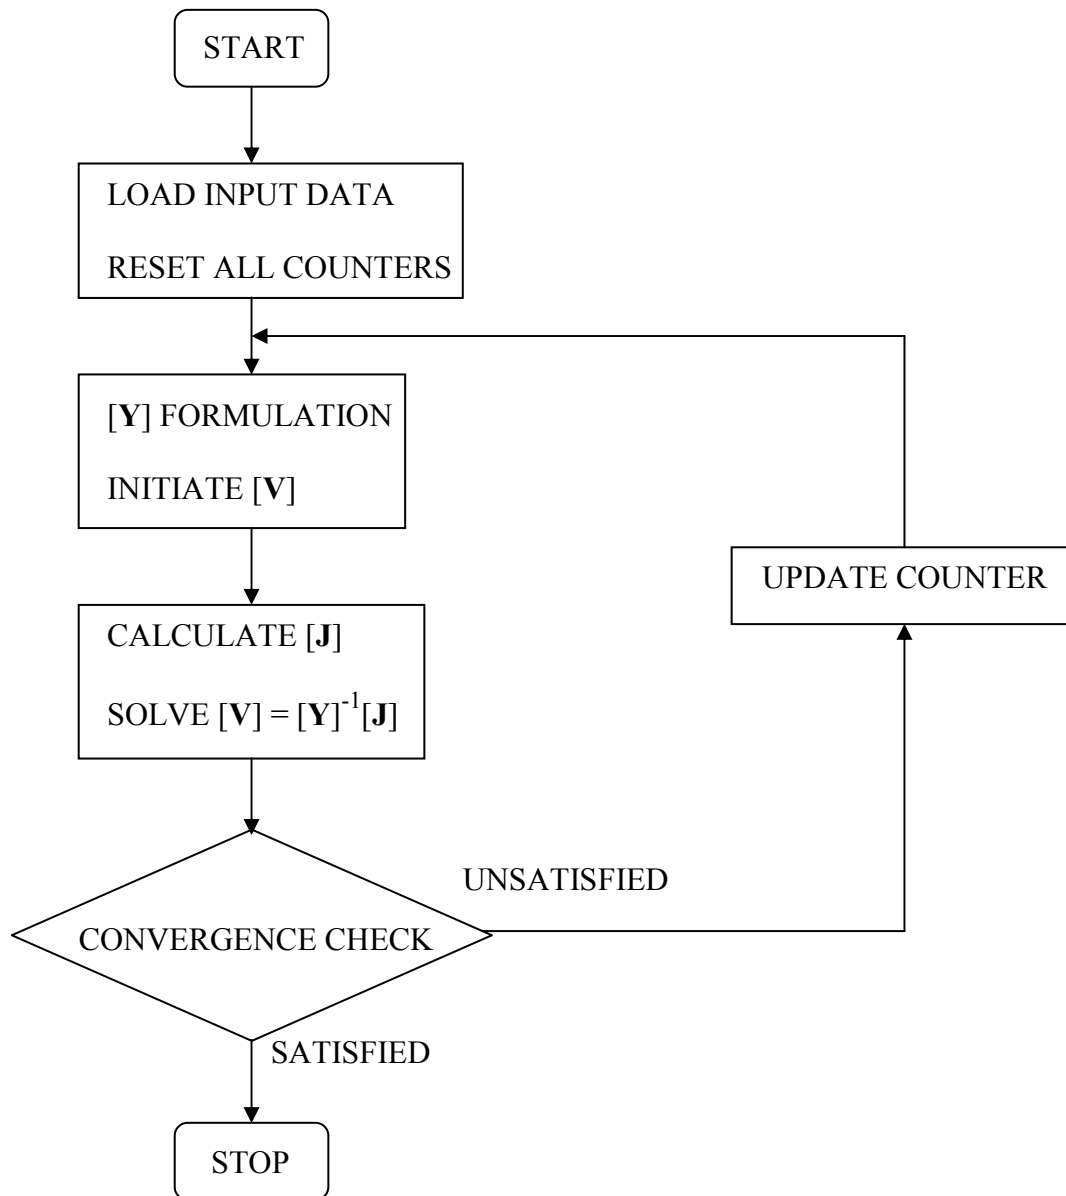 START
LOAD INPUT DATA
RESET ALL COUNTERS
[Y] FORMULATION
INITIATE [V]
UPDATE COUNTER
CALCULATE [J]
SOLVE [V] = [Y]⁻¹[J]
UNSATISFIED
CONVERGENCE CHECK
SATISFIED
STOP